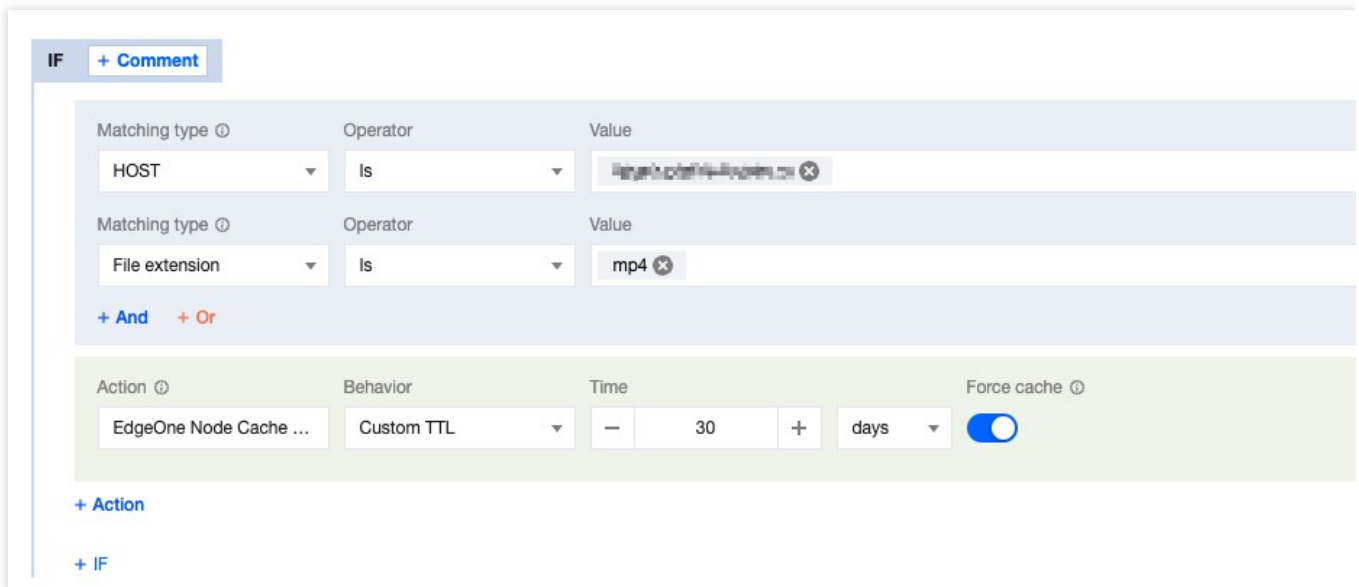 IF + Comment
Matching type Operator Value
HOST Is
Matching type Operator Value
File extension Is mp4
+ And + Or
Action Behavior Time Force cache
EdgeOne Node Cache ... Custom TTL − 30 + days
+ Action
+ IF